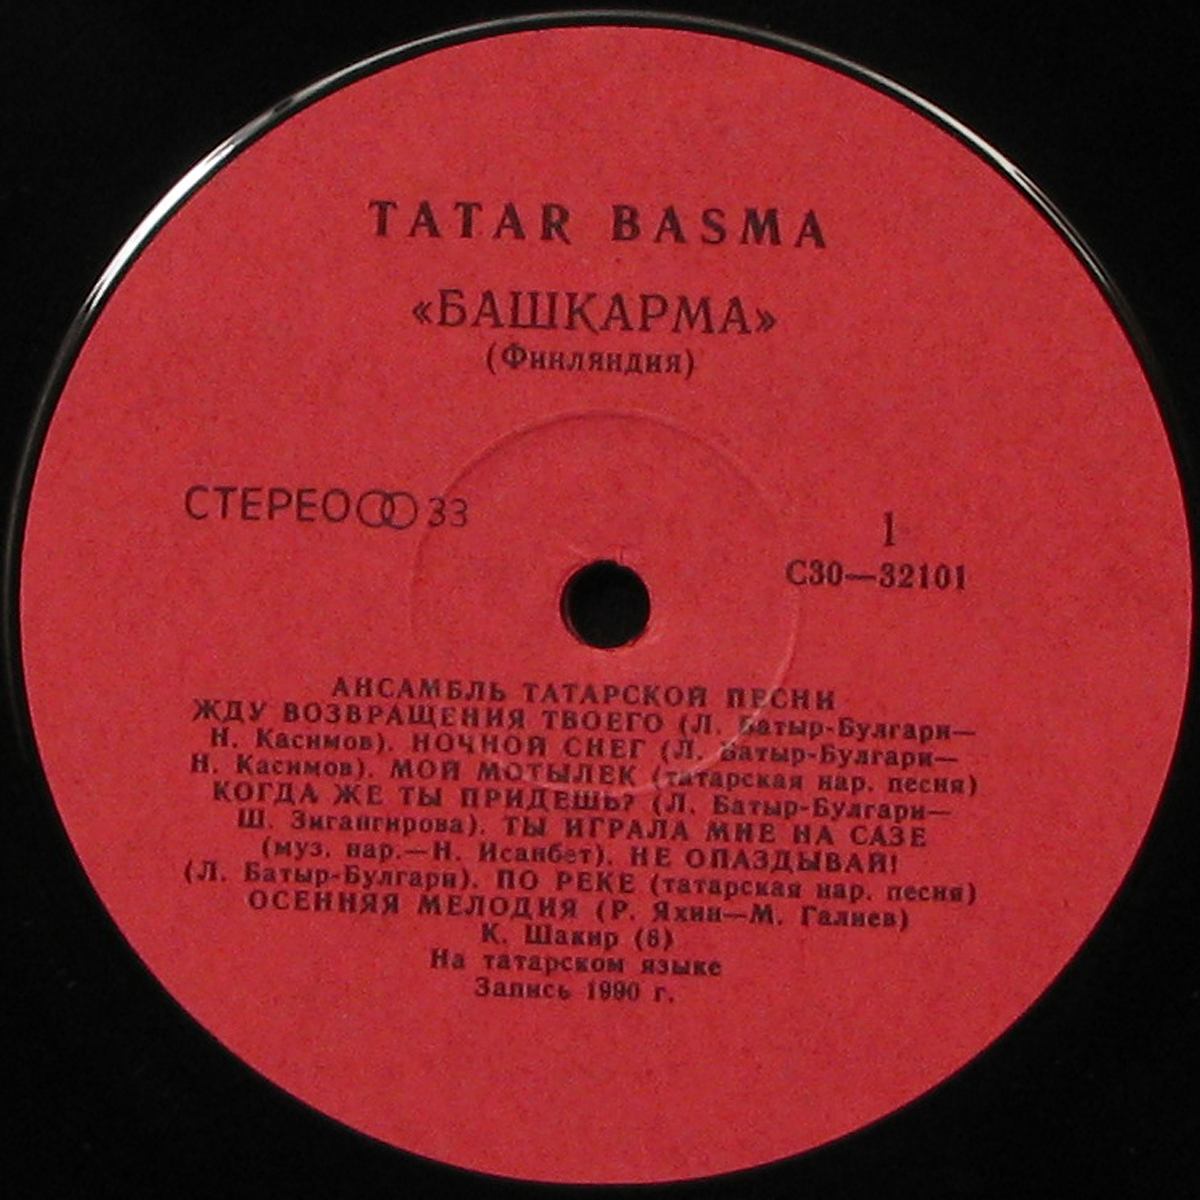 TATAR BASMA
«БАШКАРМА»
(Финляндия)
СТЕРЕО 33
1
С30—32101
АНСАМБЛЬ ТАТАРСКОЙ ПЕСНИ
ЖДУ ВОЗВРАЩЕНИЯ ТВОЕГО (Л. Батыр-Булгари—
Н. Касимов). НОЧНОЙ СНЕГ (Л. Батыр-Булгари—
Н. Касимов). МОЙ МОТЫЛЕК (татарская нар. песня)
КОГДА ЖЕ ТЫ ПРИДЕШЬ? (Л. Батыр-Булгари—
Ш. Зигангирова). ТЫ ИГРАЛА МНЕ НА САЗЕ
(муз. нар.—Н. Исанбет). НЕ ОПАЗДЫВАЙ!
(Л. Батыр-Булгари). ПО РЕКЕ (татарская нар. песня)
ОСЕННЯЯ МЕЛОДИЯ (Р. Яхин—М. Галиев)
К. Шакир (6)
На татарском языке
Запись 1990 г.